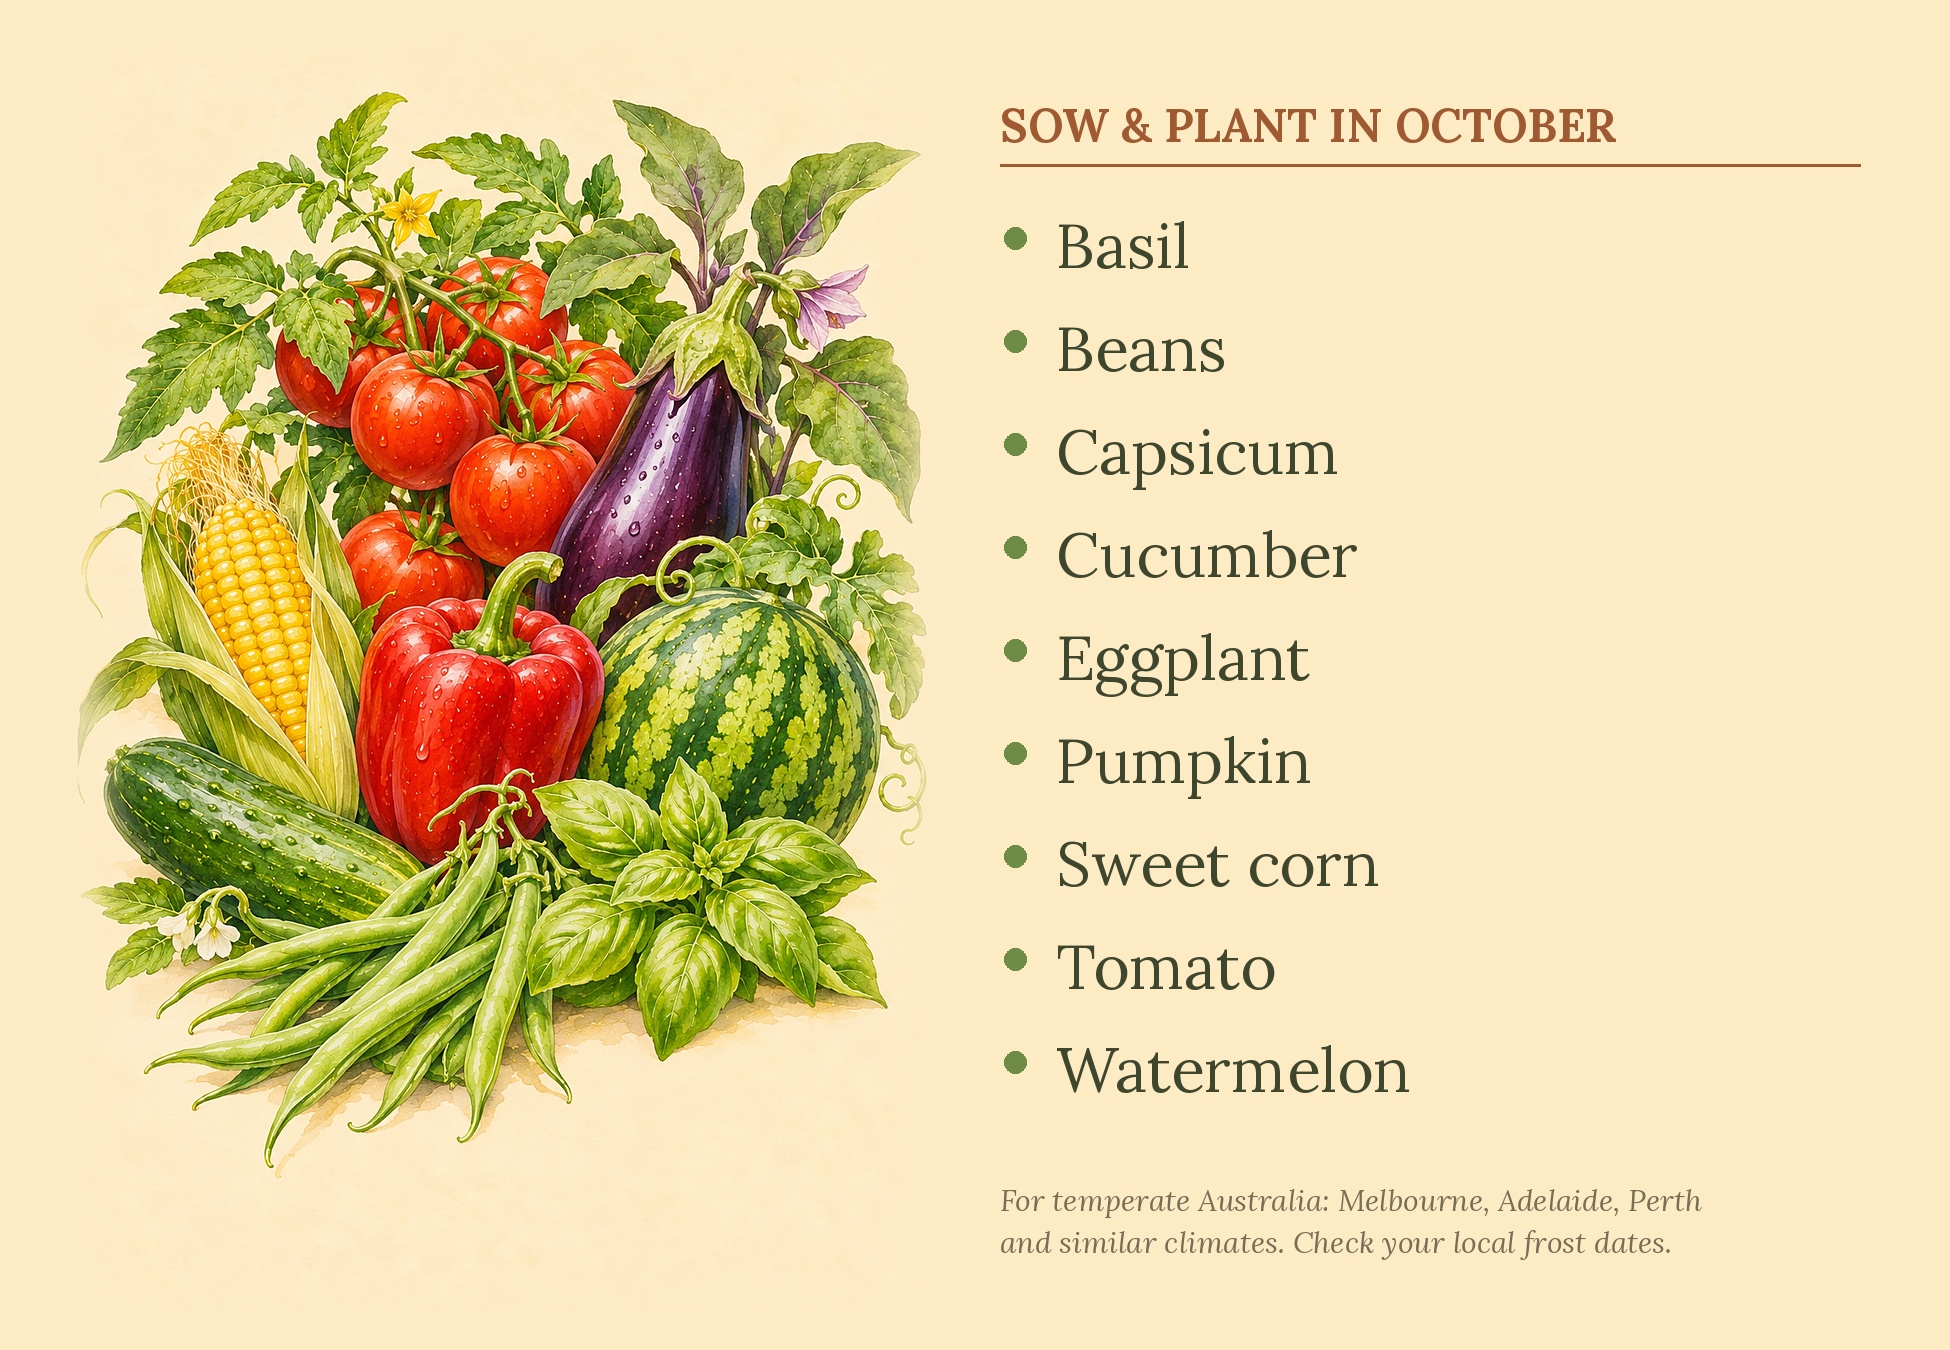 SOW & PLANT IN OCTOBER
Basil
Beans
Capsicum
Cucumber
Eggplant
Pumpkin
Sweet corn
Tomato
Watermelon
For temperate Australia: Melbourne, Adelaide, Perth
and similar climates. Check your local frost dates.